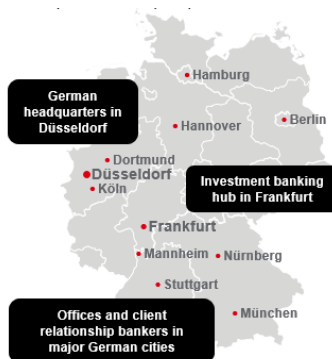 Hamburg
German
headquarters in
Düsseldorf
Hannover
Berlin
Dortmund
Düsseldorf
Köln
Investment banking
hub in Frankfurt
Frankfurt
Mannheim
Nürnberg
Stuttgart
Offices and client
relationship bankers in
major German cities
München